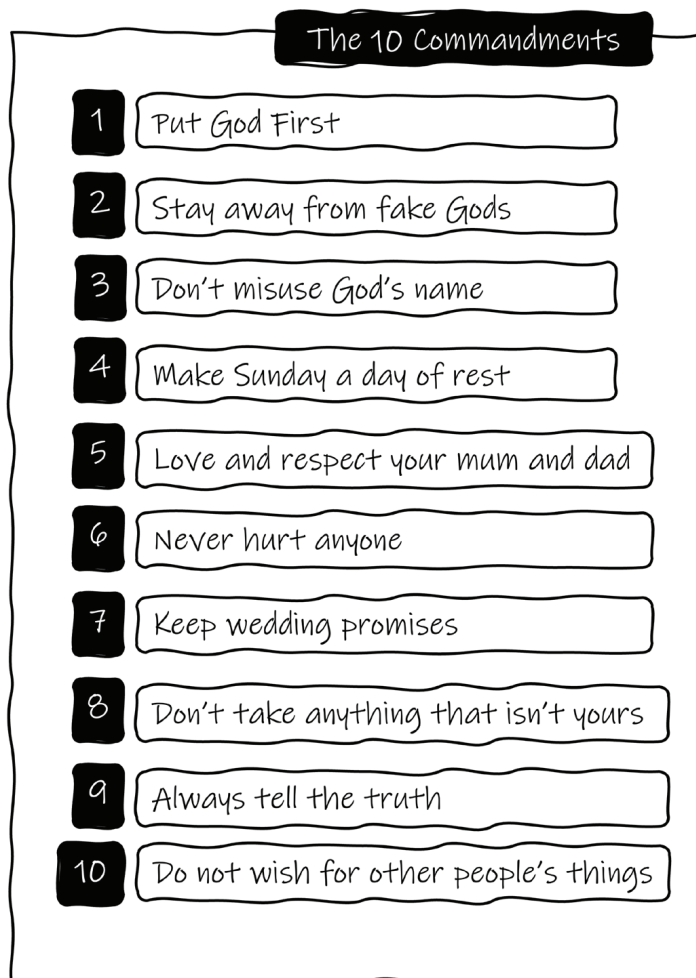 The 10 Commandments
1 Put God First
2 Stay away from fake Gods
3 Don't misuse God's name
4 Make Sunday a day of rest
5 Love and respect your mum and dad
6 Never hurt anyone
7 Keep wedding promises
8 Don't take anything that isn't yours
9 Always tell the truth
10 Do not wish for other people's things